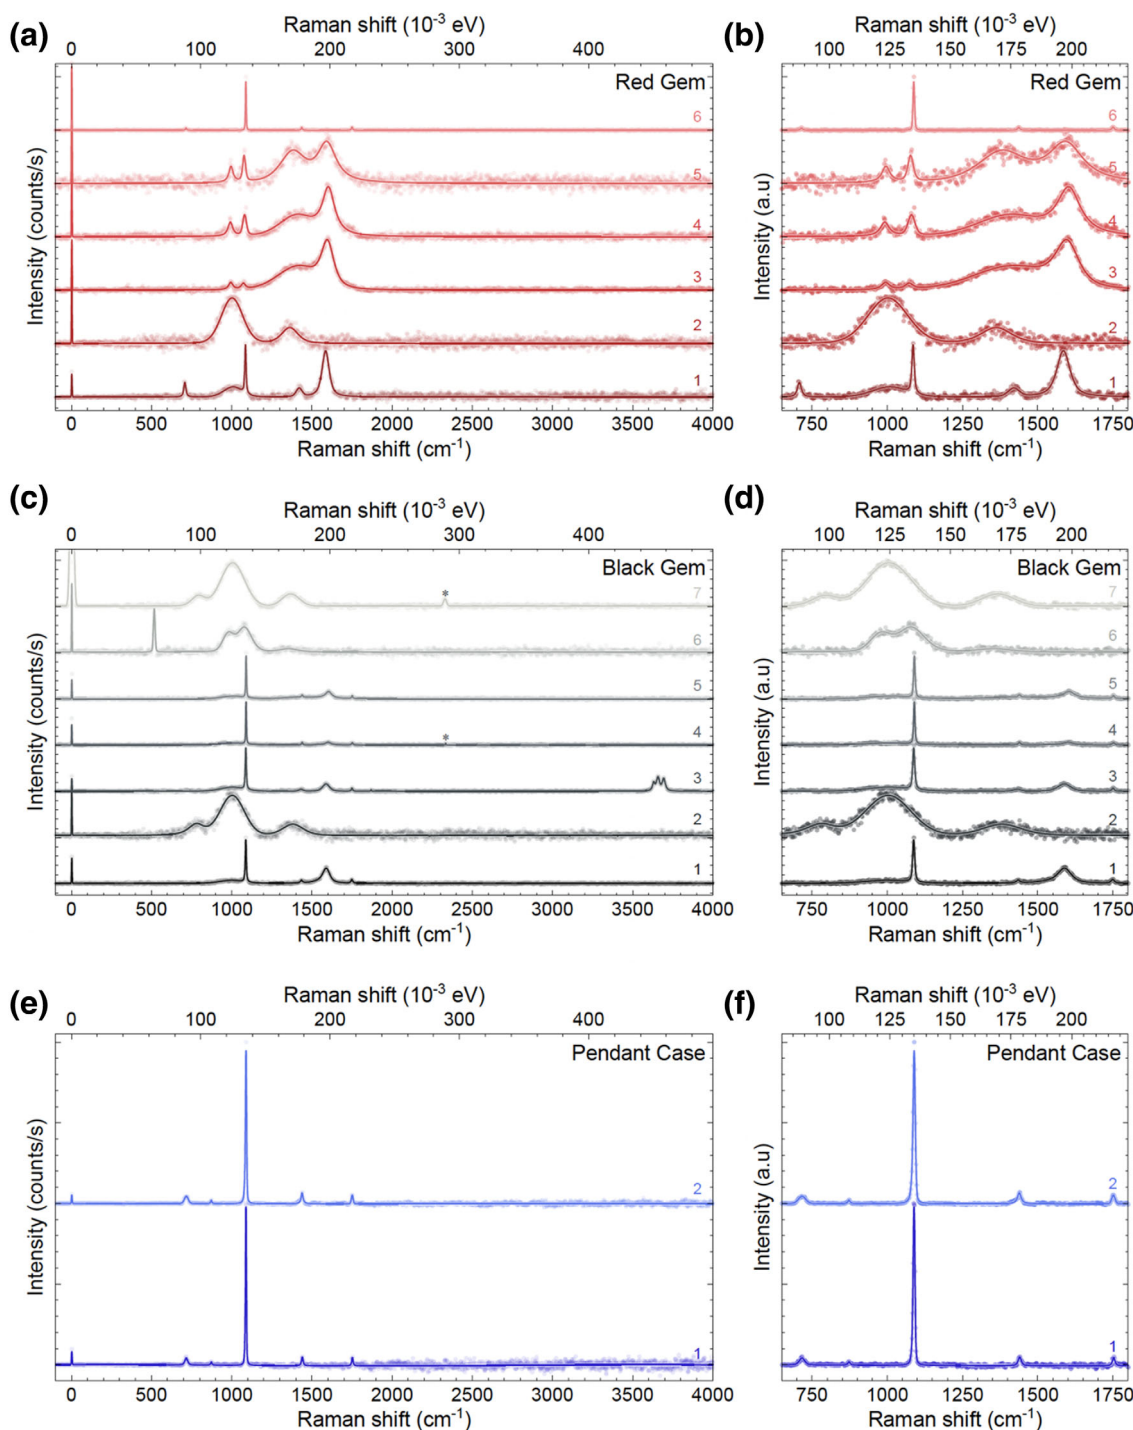 (a)
Raman shift (10-3 eV)
0 100 200 300 400
Red Gem
6
5
4
3
2
1
Intensity (counts/s)
0 500 1000 1500 2000 2500 3000 3500 4000
Raman shift (cm-1)
(b)
Raman shift (10-3 eV)
100 125 150 175 200
Red Gem
6
5
4
3
2
1
Intensity (a.u)
750 1000 1250 1500 1750
Raman shift (cm-1)
(c)
Raman shift (10-3 eV)
0 100 200 300 400
Black Gem
*
7
6
5
*
4
3
2
1
Intensity (counts/s)
0 500 1000 1500 2000 2500 3000 3500 4000
Raman shift (cm-1)
(d)
Raman shift (10-3 eV)
100 125 150 175 200
Black Gem
7
6
5
4
3
2
1
Intensity (a.u)
750 1000 1250 1500 1750
Raman shift (cm-1)
(e)
Raman shift (10-3 eV)
0 100 200 300 400
Pendant Case
2
1
Intensity (counts/s)
0 500 1000 1500 2000 2500 3000 3500 4000
Raman shift (cm-1)
(f)
Raman shift (10-3 eV)
100 125 150 175 200
Pendant Case
2
1
Intensity (a.u)
750 1000 1250 1500 1750
Raman shift (cm-1)